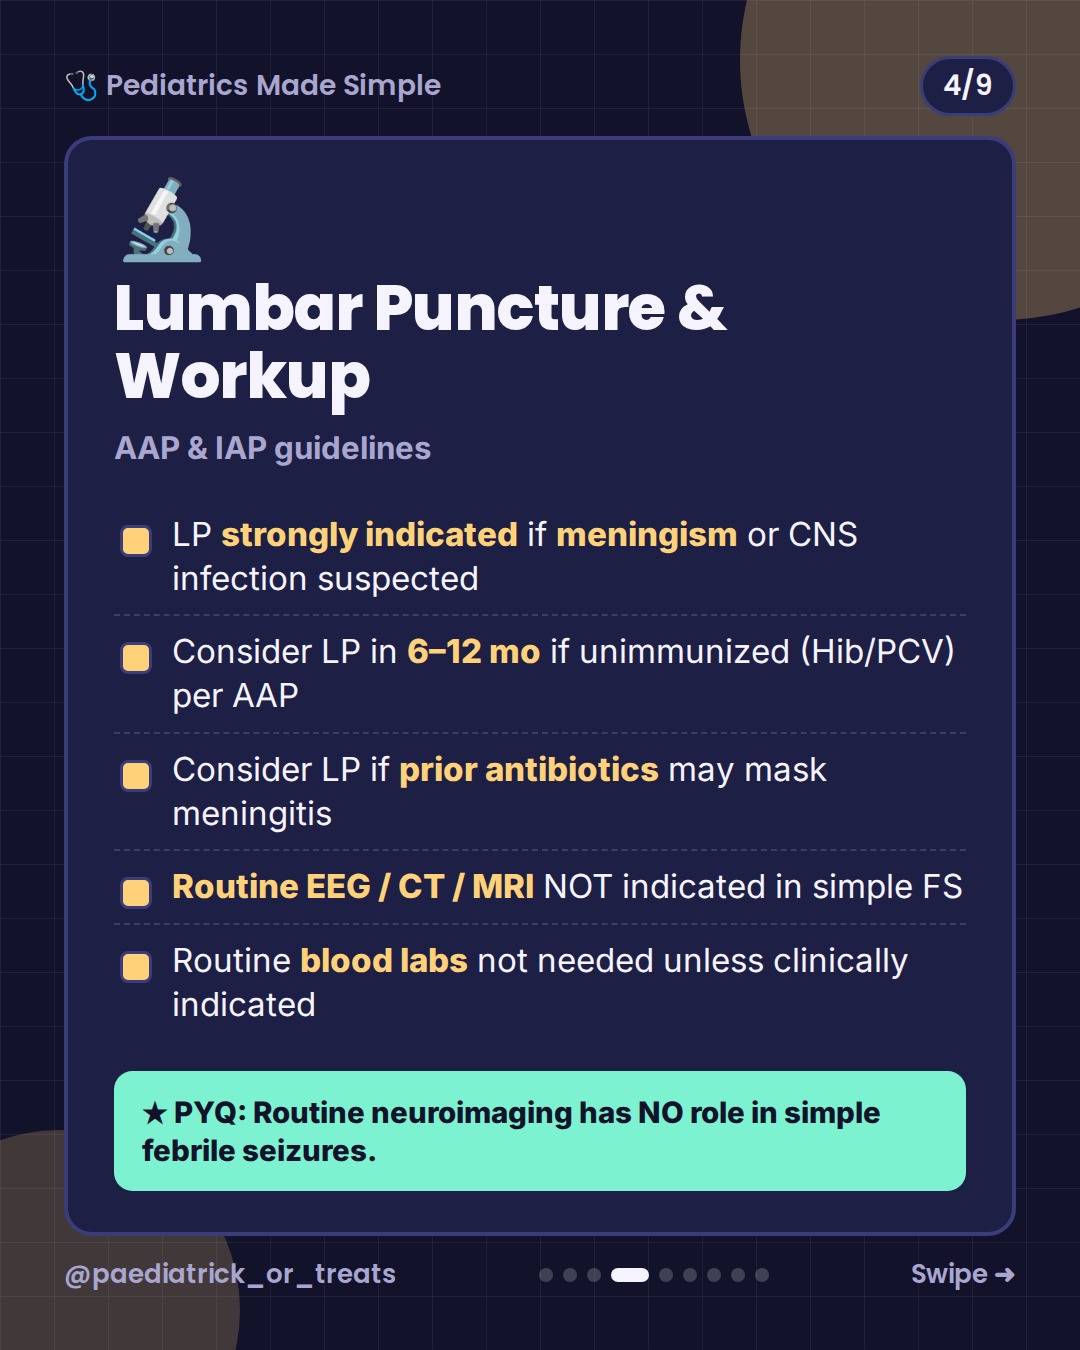 🩺 Pediatrics Made Simple
4/9
Lumbar Puncture &
Workup
AAP & IAP guidelines
LP strongly indicated if meningism or CNS
infection suspected
Consider LP in 6–12 mo if unimmunized (Hib/PCV)
per AAP
Consider LP if prior antibiotics may mask
meningitis
Routine EEG / CT / MRI NOT indicated in simple FS
Routine blood labs not needed unless clinically
indicated
★ PYQ: Routine neuroimaging has NO role in simple
febrile seizures.
@paediatrick_or_treats
Swipe ➜